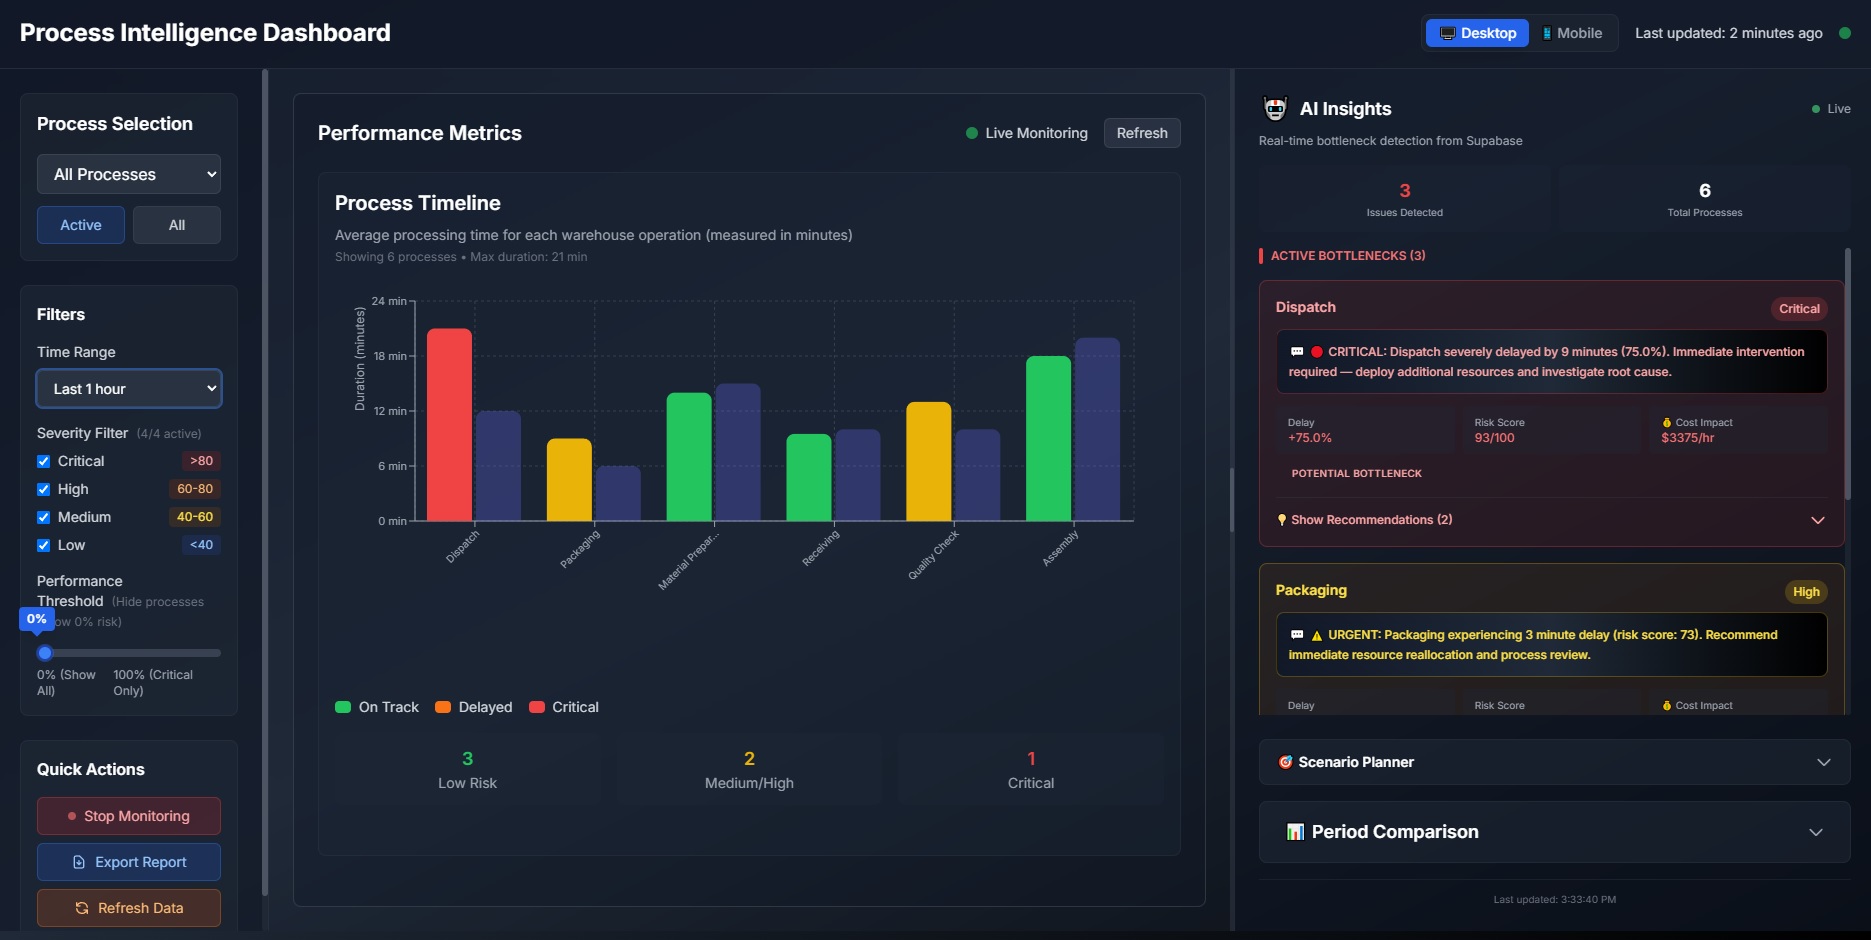 Process Intelligence Dashboard
Desktop
Mobile
Last updated: 2 minutes ago
Process Selection
All Processes
Active
All
Filters
Time Range
Last 1 hour
Severity Filter (4/4 active)
Critical >80
High 60-80
Medium 40-60
Low <40
Performance
Threshold (Hide processes
ow 0% risk)
0%
0% (Show 100% (Critical
All) Only)
Quick Actions
Stop Monitoring
Export Report
Refresh Data
Performance Metrics
Live Monitoring
Refresh
Process Timeline
Average processing time for each warehouse operation (measured in minutes)
Showing 6 processes • Max duration: 21 min
Duration (minutes)
24 min
18 min
12 min
6 min
0 min
Dispatch
Packaging
Material Prepar...
Receiving
Quality Check
Assembly
On Track
Delayed
Critical
3
Low Risk
2
Medium/High
1
Critical
AI Insights
Live
Real-time bottleneck detection from Supabase
3
Issues Detected
6
Total Processes
ACTIVE BOTTLENECKS (3)
Dispatch
Critical
CRITICAL: Dispatch severely delayed by 9 minutes (75.0%). Immediate intervention
required — deploy additional resources and investigate root cause.
Delay
+75.0%
Risk Score
93/100
Cost Impact
$3375/hr
POTENTIAL BOTTLENECK
Show Recommendations (2)
Packaging
High
URGENT: Packaging experiencing 3 minute delay (risk score: 73). Recommend
immediate resource reallocation and process review.
Delay
Risk Score
Cost Impact
Scenario Planner
Period Comparison
Last updated: 3:33:40 PM